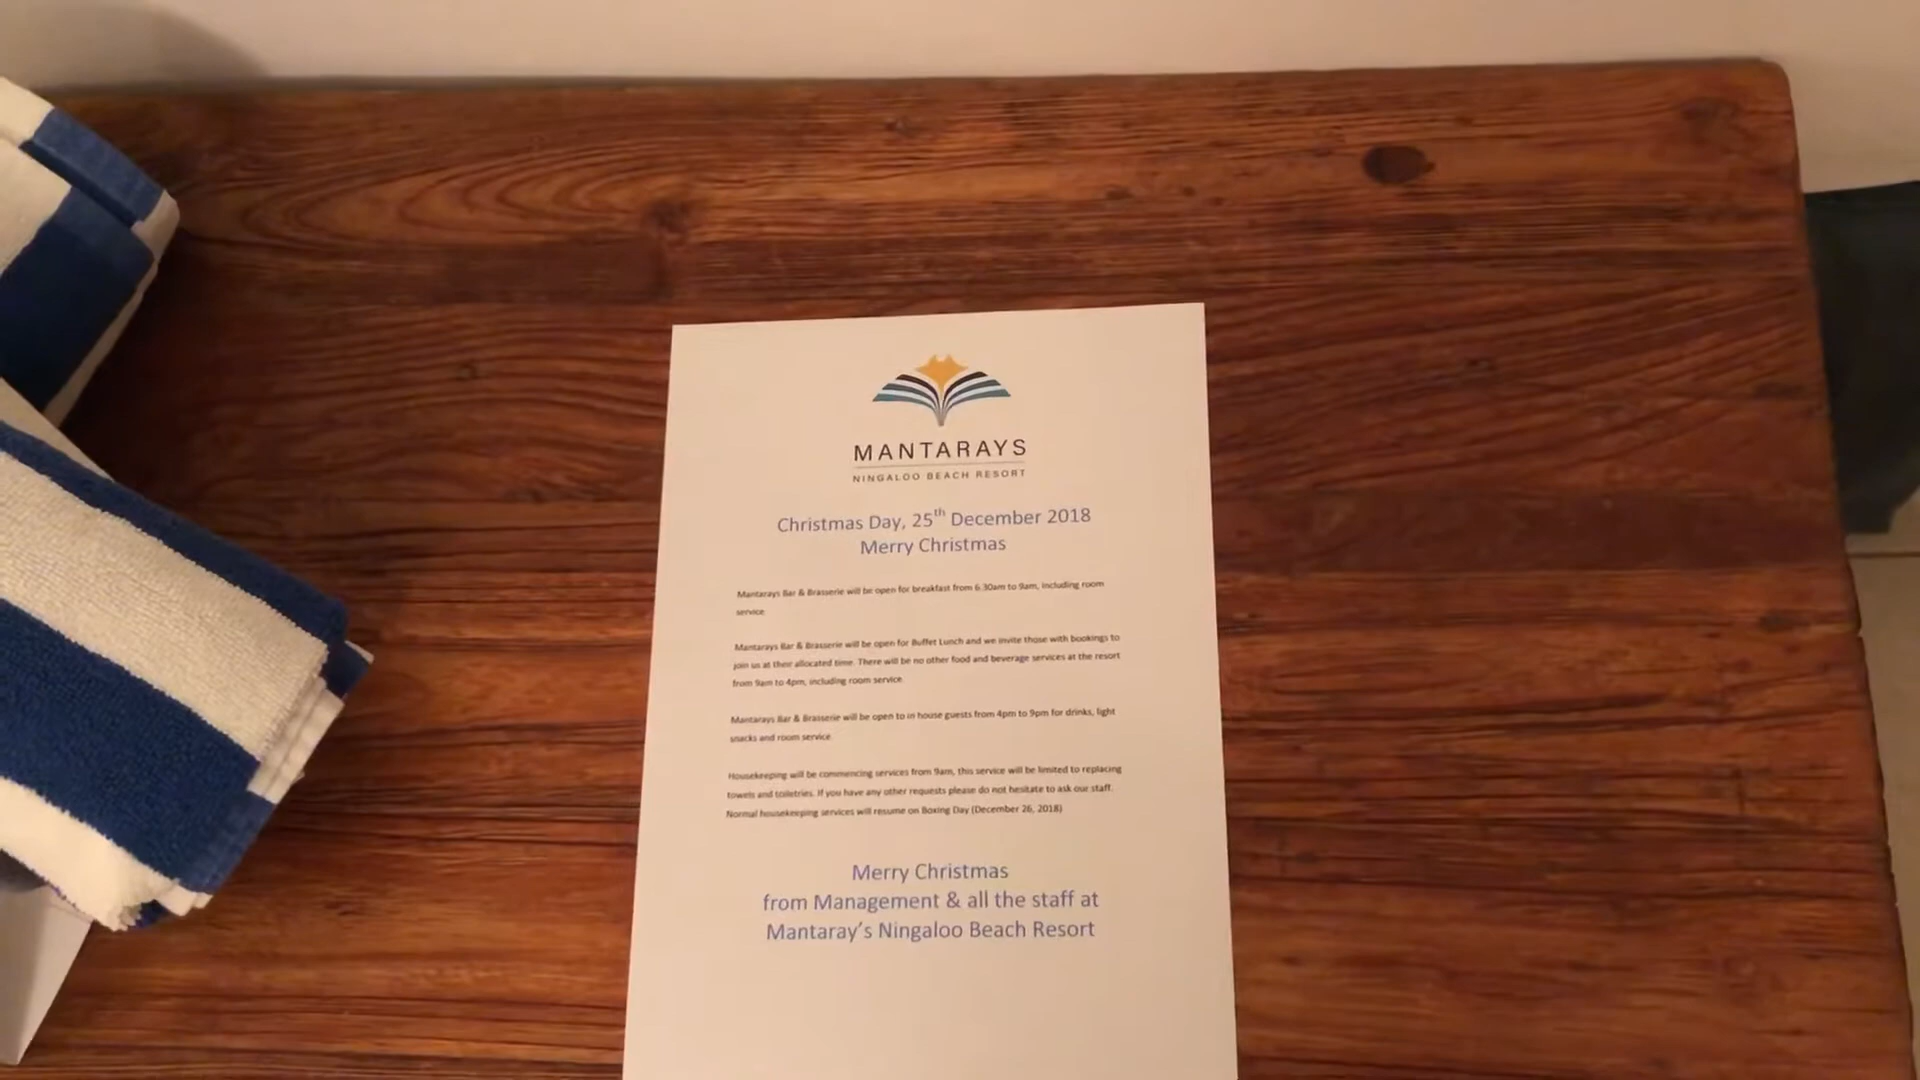 MANTARAYS
NINGALOO BEACH RESORT
Christmas Day, 25th December 2018
Merry Christmas
Mantarays Bar & Brasserie will be open for breakfast from 6.30am to 9am, including room
service.
Mantarays Bar & Brasserie will be open for Buffet Lunch and we invite those with bookings to
join us at their allocated time. There will be no other food and beverage services at the resort
from 9am to 4pm, including room service.
Mantarays Bar & Brasserie will be open to in house guests from 4pm to 9pm for drinks, light
snacks and room service.
Housekeeping will be commencing services from 9am, this service will be limited to replacing
towels and toiletries. If you have any other requests please do not hesitate to ask our staff.
Normal housekeeping services will resume on Boxing Day (December 26, 2018)
Merry Christmas
from Management & all the staff at
Mantaray's Ningaloo Beach Resort